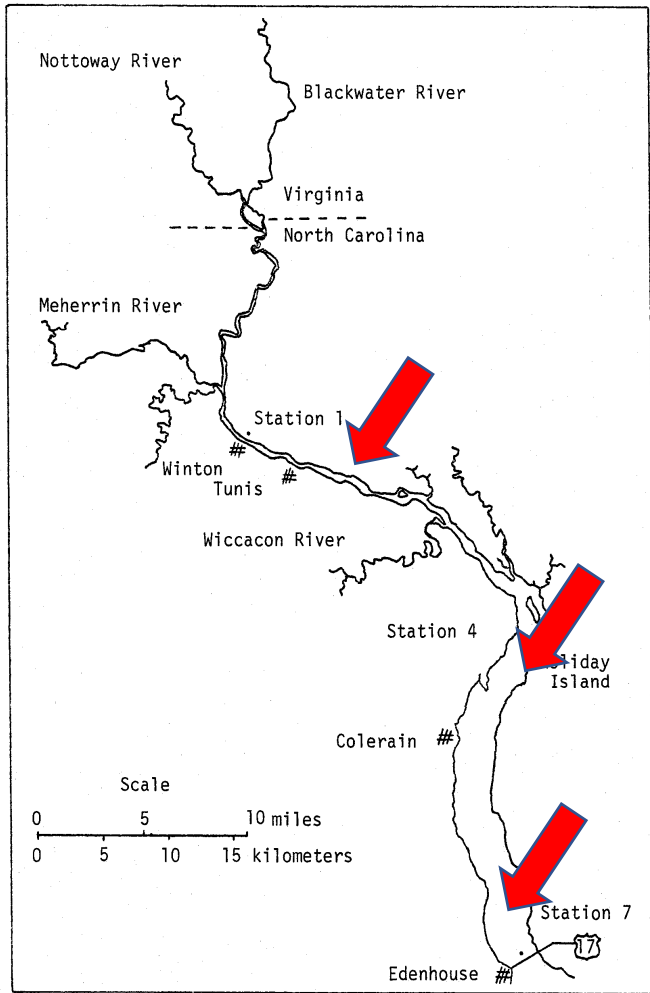 Nottoway River
Blackwater River
Virginia
North Carolina
Meherrin River
Station 1
Winton
Tunis
Wiccacon River
Station 4
Island
Colerain
Scale
0 5 10 miles
0 5 10 15 kilometers
Station 7
17
Edenhouse